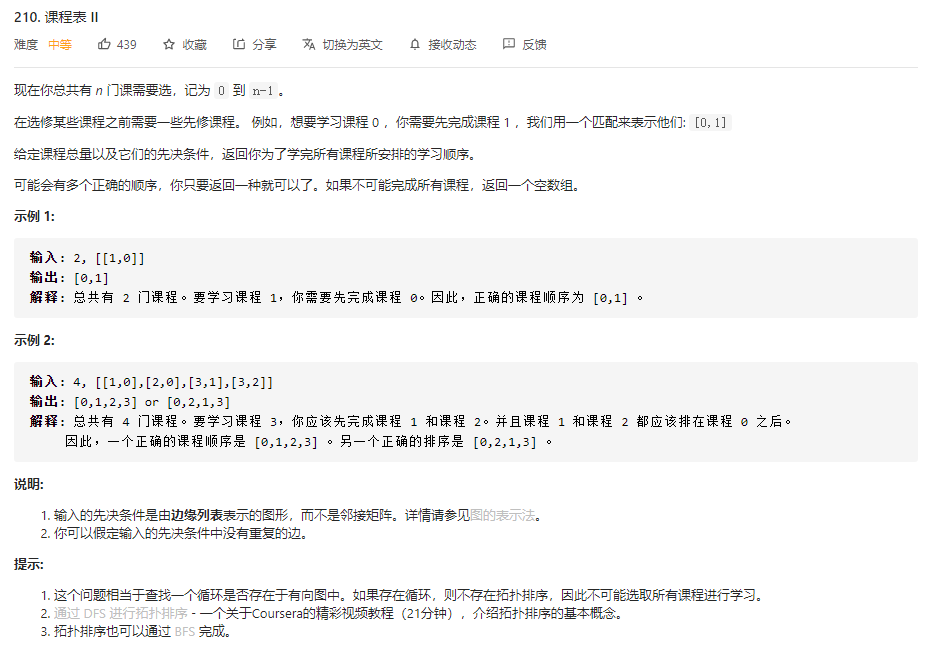 210. 课程表 II
难度 中等 439 收藏 分享 切换为英文 接收动态 反馈
现在你总共有 n 门课需要选，记为 0 到 n-1 。
在选修某些课程之前需要一些先修课程。 例如，想要学习课程 0 ，你需要先完成课程 1 ，我们用一个匹配来表示他们: [0,1]
给定课程总量以及它们的先决条件，返回你为了学完所有课程所安排的学习顺序。
可能会有多个正确的顺序，你只要返回一种就可以了。如果不可能完成所有课程，返回一个空数组。
示例 1:
输入: 2, [[1,0]]
输出: [0,1]
解释: 总共有 2 门课程。要学习课程 1，你需要先完成课程 0。因此，正确的课程顺序为 [0,1] 。
示例 2:
输入: 4, [[1,0],[2,0],[3,1],[3,2]]
输出: [0,1,2,3] or [0,2,1,3]
解释: 总共有 4 门课程。要学习课程 3，你应该先完成课程 1 和课程 2。并且课程 1 和课程 2 都应该排在课程 0 之后。
因此，一个正确的课程顺序是 [0,1,2,3] 。另一个正确的排序是 [0,2,1,3] 。
说明:
1. 输入的先决条件是由边缘列表表示的图形，而不是邻接矩阵。详情请参见图的表示法。
2. 你可以假定输入的先决条件中没有重复的边。
提示:
1. 这个问题相当于查找一个循环是否存在于有向图中。如果存在循环，则不存在拓扑排序，因此不可能选取所有课程进行学习。
2. 通过 DFS 进行拓扑排序 - 一个关于Coursera的精彩视频教程（21分钟），介绍拓扑排序的基本概念。
3. 拓扑排序也可以通过 BFS 完成。